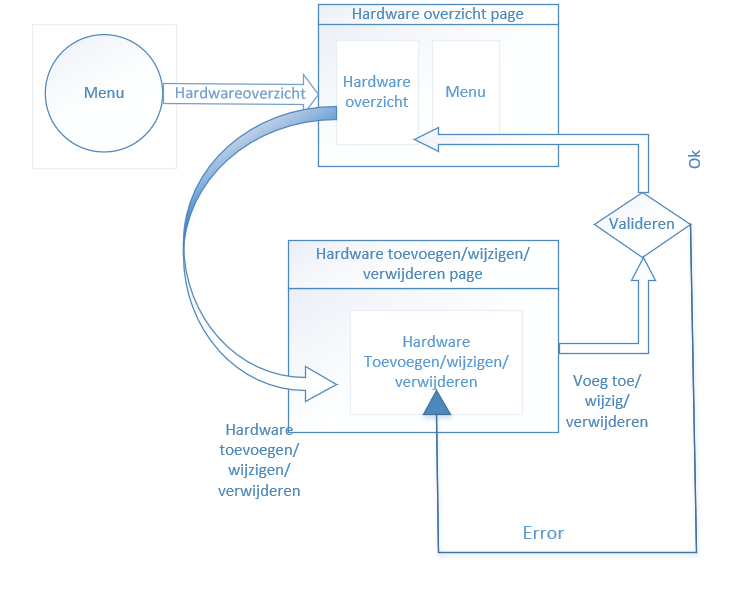 Hardware overzicht page
Menu
Hardwareoverzicht
Hardware
overzicht
Menu
Ok
Valideren
Hardware toevoegen/wijzigen/
verwijderen page
Hardware
Toevoegen/wijzigen/
verwijderen
Voeg toe/
wijzig/
verwijderen
Hardware
toevoegen/
wijzigen/
verwijderen
Error